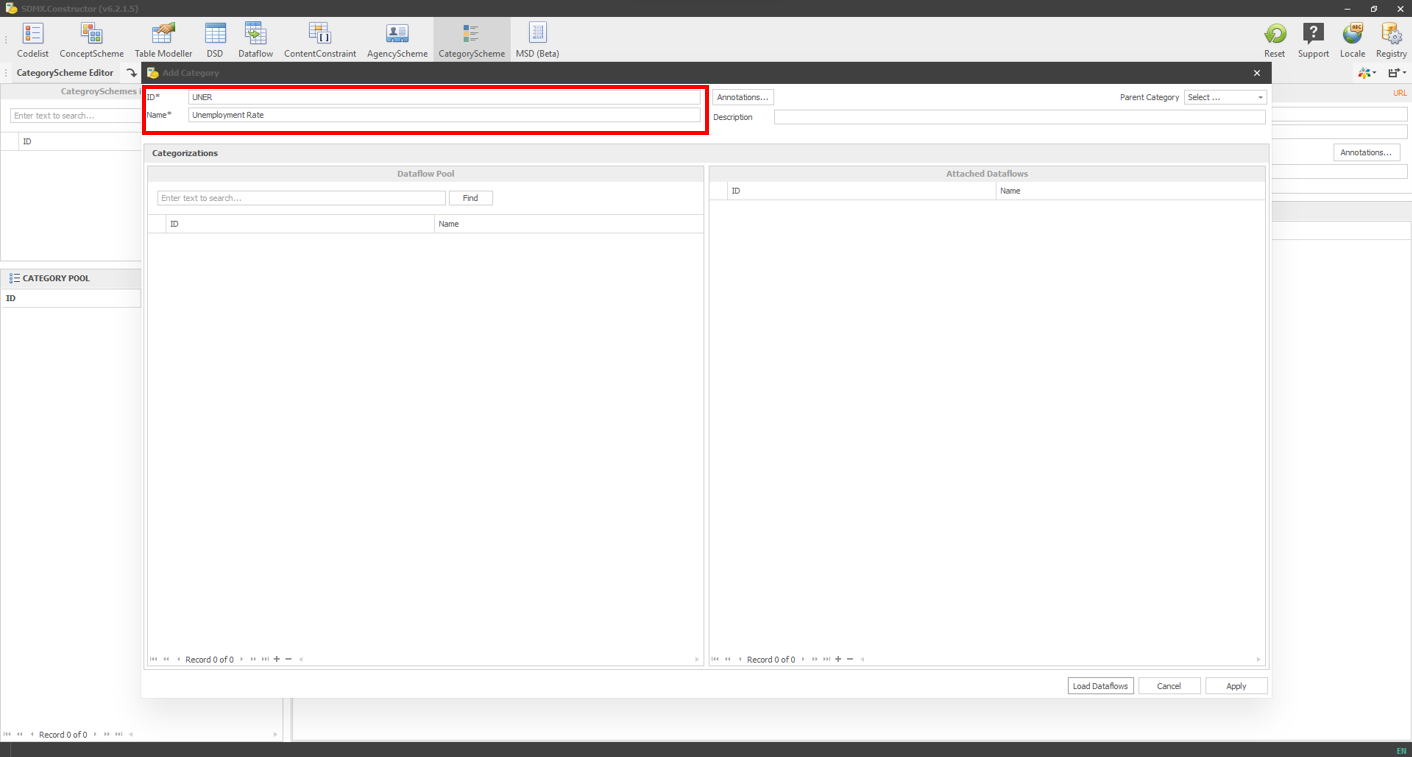 SDMX.Constructor (v6.2.1.5)
Codelist ConceptScheme Table Modeller DSD Dataflow ContentConstraint AgencyScheme CategoryScheme MSD (Beta) Reset Support Locale Registry
CategoryScheme Editor
Add Category
CategroySchemes
URL
Enter text to search...
ID
Annotations...
ID* UNER Annotations... Parent Category Select ...
Name* Unemployment Rate Description
Categorizations
Dataflow Pool
Enter text to search... Find
ID Name
Record 0 of 0
Attached Dataflows
ID Name
Record 0 of 0
Load Dataflows Cancel Apply
CATEGORY POOL
ID
Record 0 of 0
EN